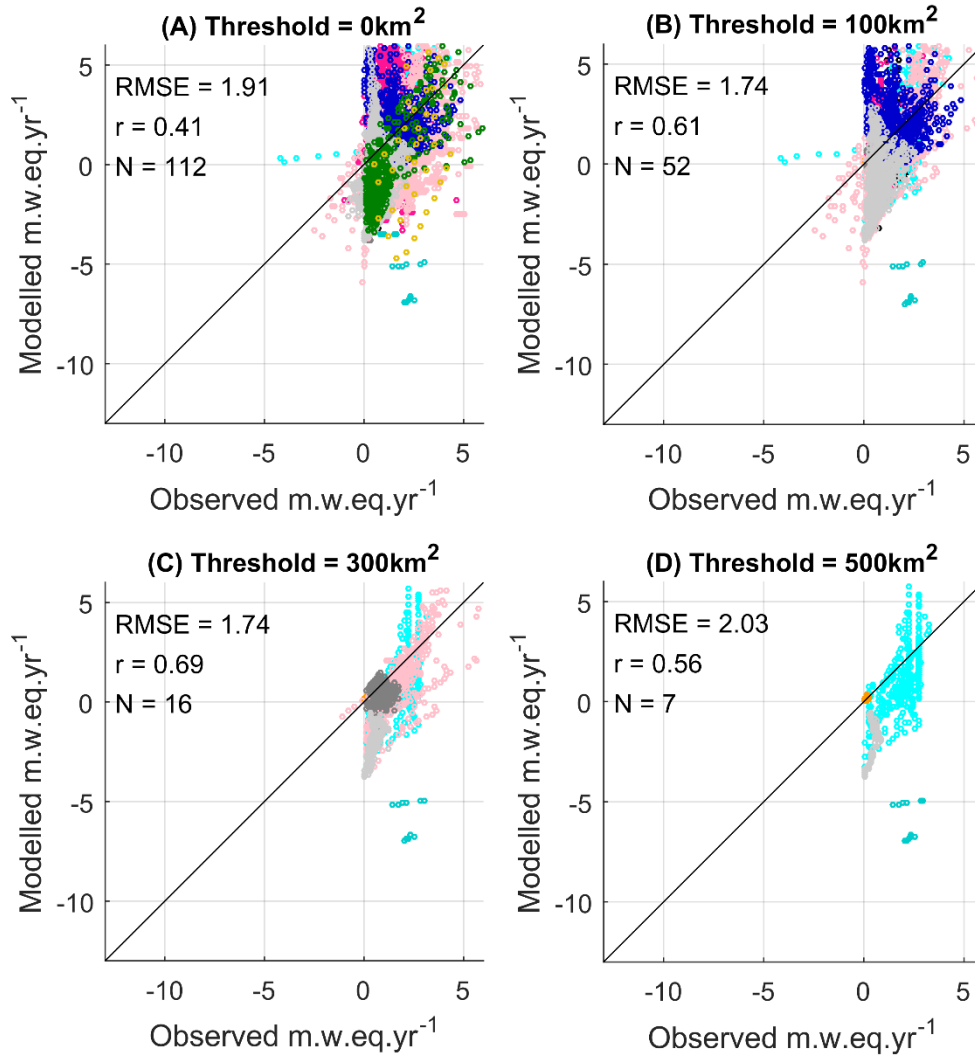 (A) Threshold = 0km²
RMSE = 1.91
r = 0.41
N = 112
5
0
-5
-10
-10
-5
0
5
Modelled m.w.eq.yr⁻¹
Observed m.w.eq.yr⁻¹
(B) Threshold = 100km²
RMSE = 1.74
r = 0.61
N = 52
5
0
-5
-10
-10
-5
0
5
Modelled m.w.eq.yr⁻¹
Observed m.w.eq.yr⁻¹
(C) Threshold = 300km²
RMSE = 1.74
r = 0.69
N = 16
5
0
-5
-10
-10
-5
0
5
Modelled m.w.eq.yr⁻¹
Observed m.w.eq.yr⁻¹
(D) Threshold = 500km²
RMSE = 2.03
r = 0.56
N = 7
5
0
-5
-10
-10
-5
0
5
Modelled m.w.eq.yr⁻¹
Observed m.w.eq.yr⁻¹